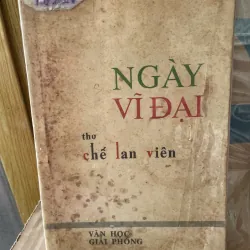 NGÀY
VĨ ĐẠI
thơ
chế lan viên
VĂN HỌC
GIẢI PHÓNG